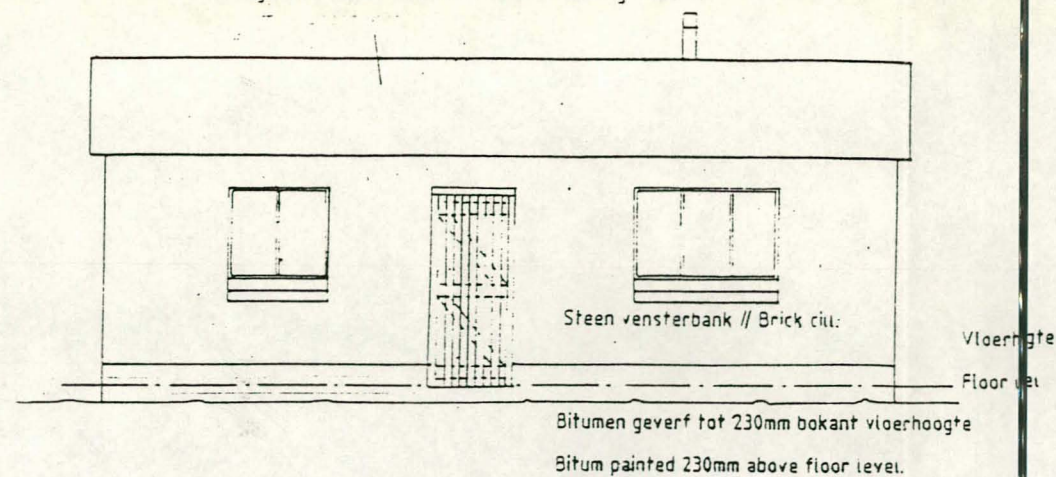 Steen vensterbank // Brick cill.
Vloerhgte
Floor
Bitumen geverf tot 230mm bokant vloerhoogte
Bitum painted 230mm above floor level.